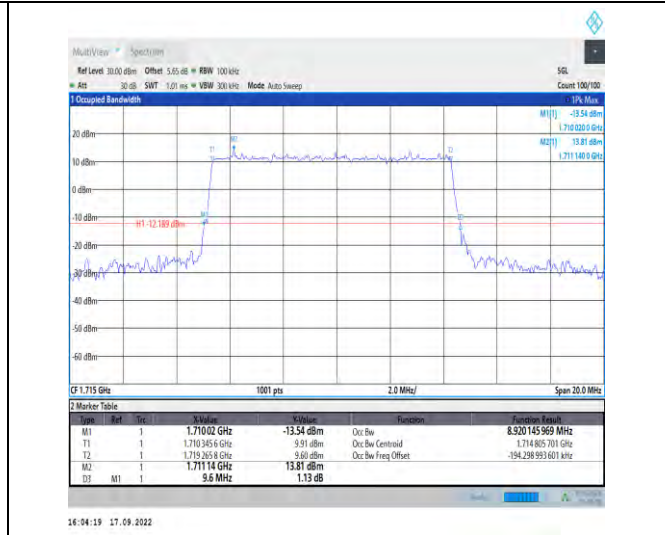 MultiView Spectrum
Ref Level 30.00 dBm Offset 5.65 dB RBW 100 kHz SGL
Att 30 dB SWT 1.01 ms VBW 300 kHz Mode Auto Sweep Count 100/100
1 Occupied Bandwidth 1Pk Max
M1[1] -13.54 dBm
1.710 020 0 GHz
M2[1] 13.81 dBm
1.711 140 0 GHz
20 dBm
M2
T1 T2
10 dBm
0 dBm
-10 dBm
M1
D3
H1 -12.189 dBm
-20 dBm
-30 dBm
-40 dBm
-50 dBm
-60 dBm
CF 1.715 GHz 1001 pts 2.0 MHz/ Span 20.0 MHz
2 Marker Table
Type Ref Trc X-Value Y-Value Function Function Result
M1 1 1.71002 GHz -13.54 dBm Occ Bw 8.920 145 969 MHz
T1 1 1.710 345 6 GHz 9.91 dBm Occ Bw Centroid 1.714 805 701 GHz
T2 1 1.719 265 8 GHz 9.60 dBm Occ Bw Freq Offset -194.298 993 601 kHz
M2 1 1.711 14 GHz 13.81 dBm
D3 M1 1 9.6 MHz 1.13 dB
Ready
16:04:19 17.09.2022